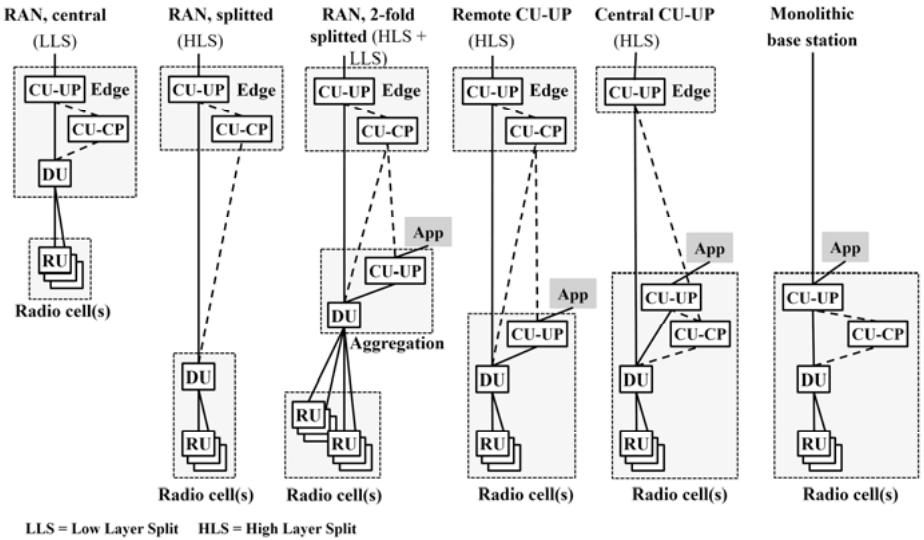 RAN, central
(LLS)
CU-UP
Edge
CU-CP
DU
RU
Radio cell(s)
RAN, splitted
(HLS)
CU-UP
Edge
CU-CP
DU
RU
Radio cell(s)
RAN, 2-fold
splitted (HLS +
LLS)
CU-UP
Edge
CU-CP
App
CU-UP
DU
Aggregation
RU
RU
Radio cell(s)
Remote CU-UP
(HLS)
CU-UP
Edge
CU-CP
App
CU-UP
DU
RU
Radio cell(s)
Central CU-UP
(HLS)
CU-UP
Edge
App
CU-UP
CU-CP
DU
RU
Radio cell(s)
Monolithic
base station
App
CU-UP
CU-CP
DU
RU
Radio cell(s)
LLS = Low Layer Split HLS = High Layer Split